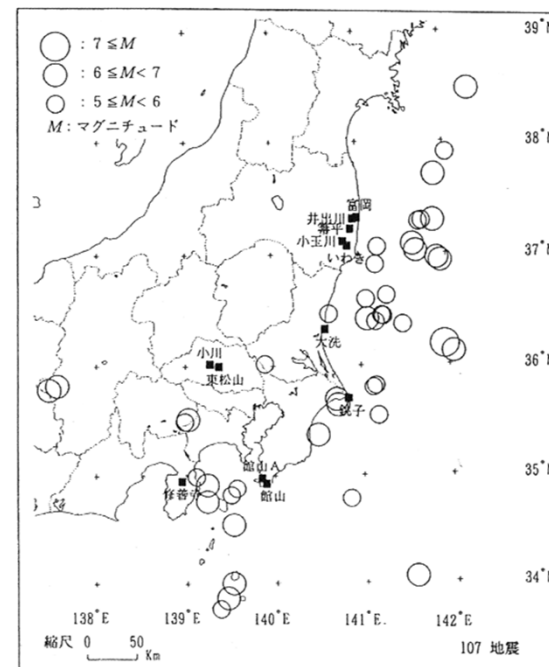 : 7 ≦ M
: 6 ≦ M < 7
: 5 ≦ M < 6
M : マグニチュード
39°N
38°N
富岡
井出川
幕平
小玉川
いわき
37°N
大洗
小川
東松山
36°N
銚子
35°N
館山A
館山
修善寺
34°N
138°E 139°E 140°E 141°E 142°E
縮尺 0 50 Km
107 地震